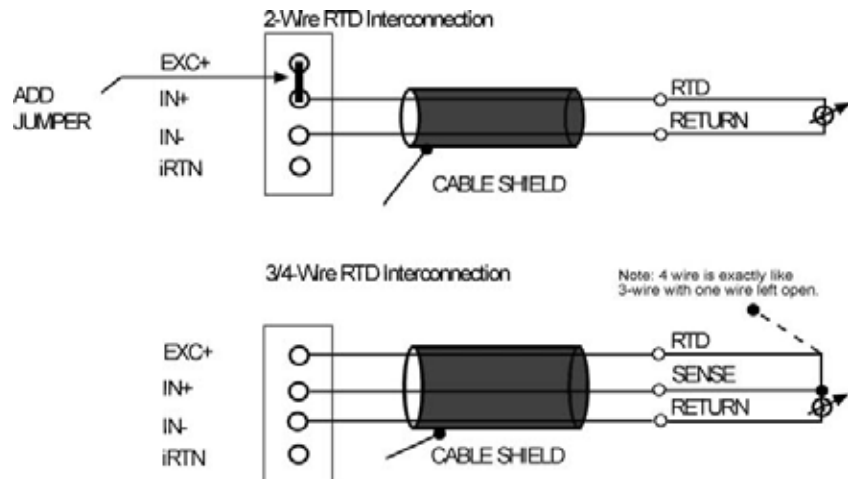 2-Wire RTD Interconnection
EXC+
ADD
JUMPER
IN+
IN-
iRTN
RTD
RETURN
CABLE SHIELD
3/4-Wire RTD Interconnection
Note: 4 wire is exactly like
3-wire with one wire left open.
EXC+
IN+
IN-
iRTN
RTD
SENSE
RETURN
CABLE SHIELD